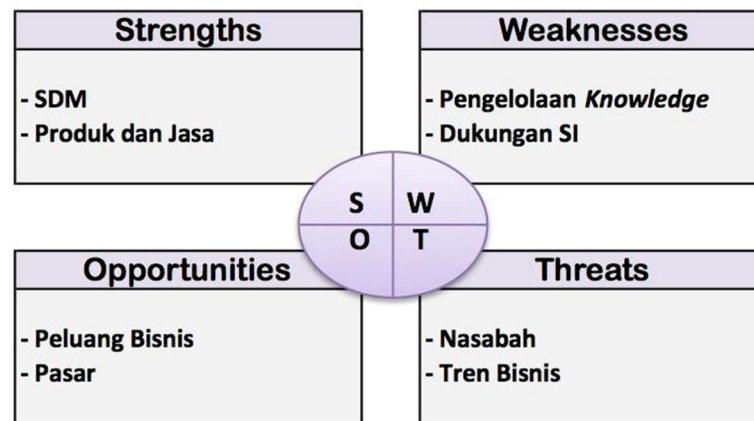 Strengths
- SDM
- Produk dan Jasa
Weaknesses
- Pengelolaan Knowledge
- Dukungan SI
S W
O T
Opportunities
- Peluang Bisnis
- Pasar
Threats
- Nasabah
- Tren Bisnis